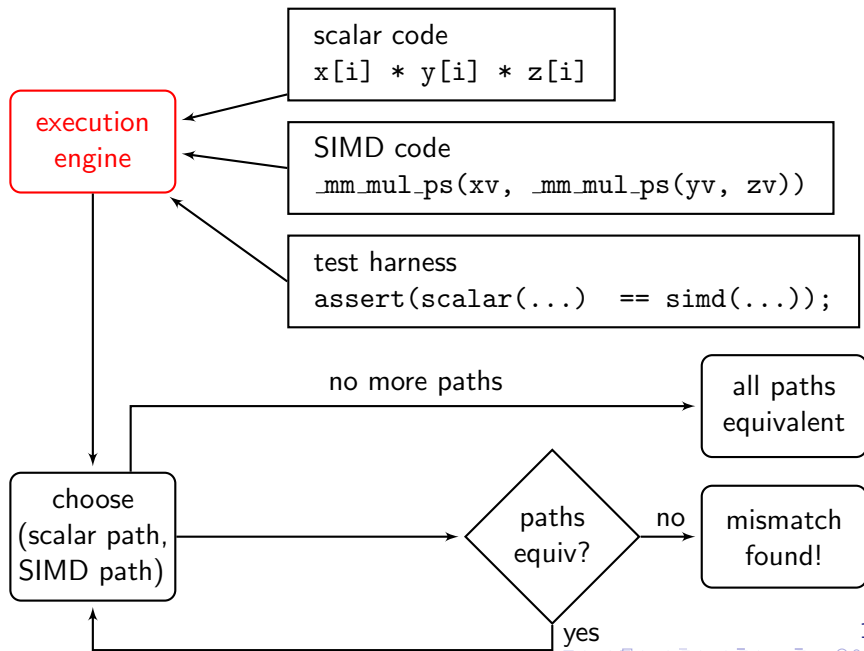 scalar code
x[i] * y[i] * z[i]
execution
engine
SIMD code
_mm_mul_ps(xv, _mm_mul_ps(yv, zv))
test harness
assert(scalar(...) == simd(...));
no more paths
all paths
equivalent
choose
(scalar path,
SIMD path)
paths
equiv?
no
mismatch
found!
yes